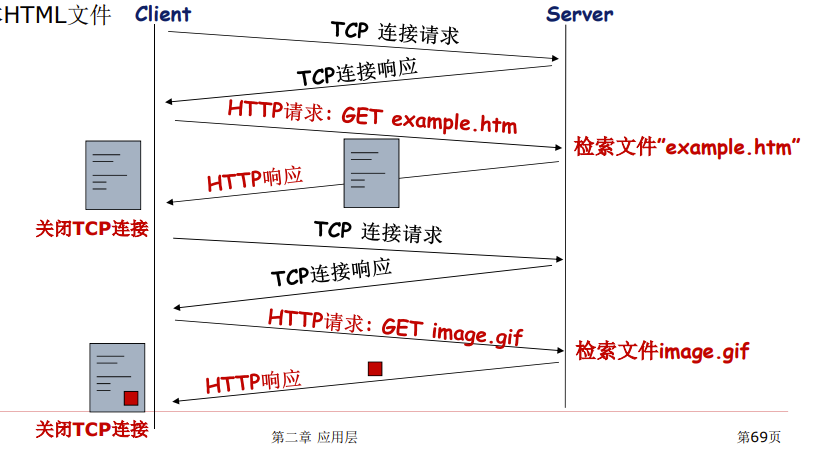 HTML文件
Client
Server
TCP 连接请求
TCP连接响应
HTTP请求：GET example.htm
检索文件”example.htm”
HTTP响应
关闭TCP连接
TCP 连接请求
TCP连接响应
HTTP请求：GET image.gif
检索文件image.gif
HTTP响应
关闭TCP连接
第二章 应用层
第69页